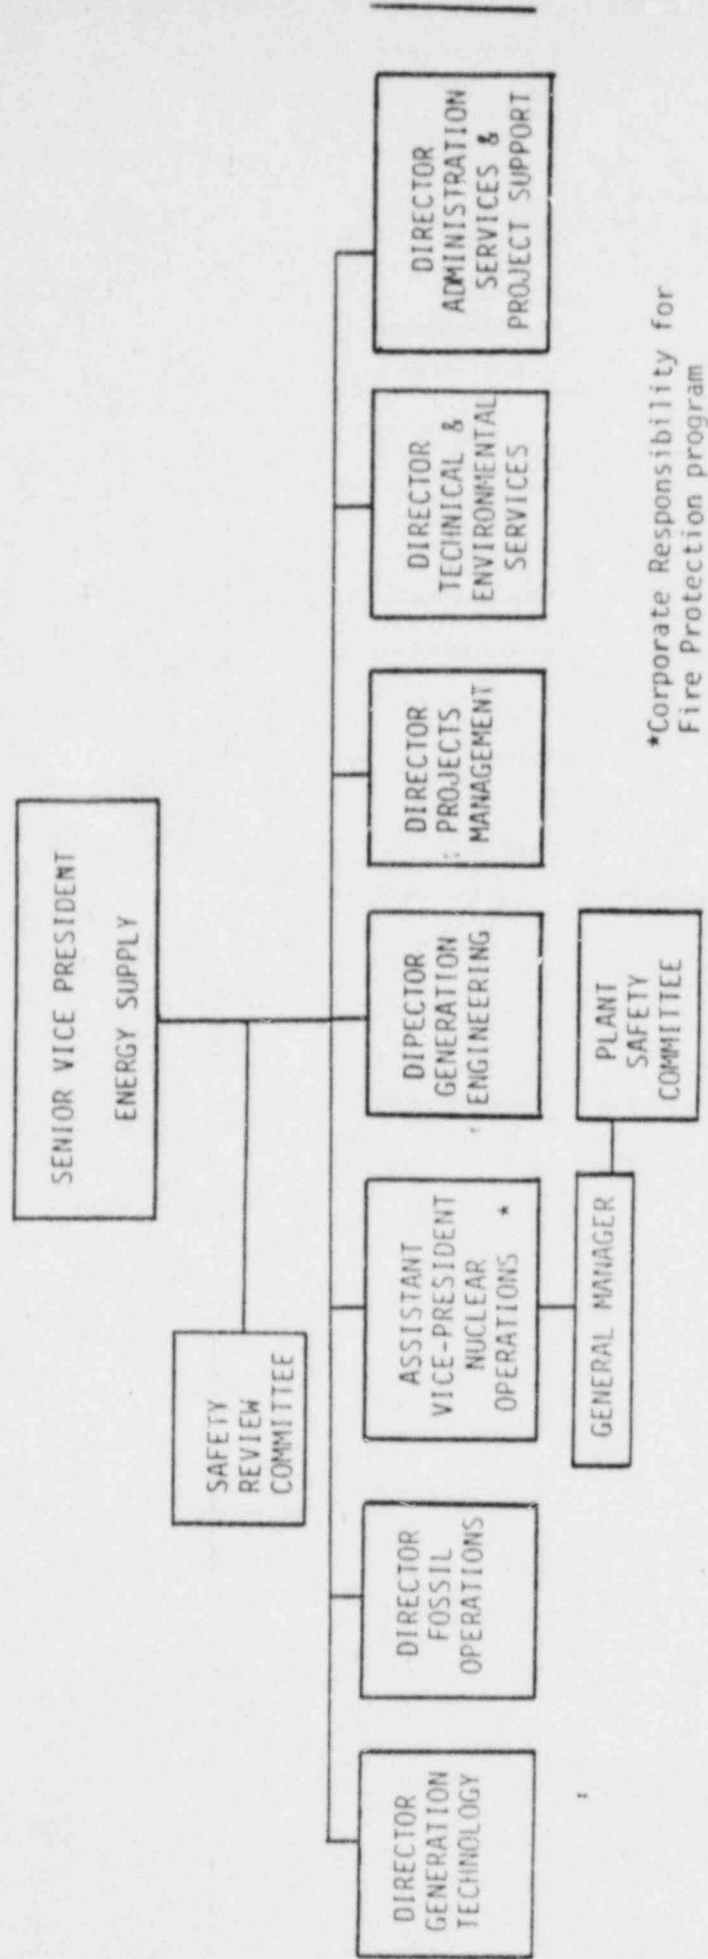 SENIOR VICE PRESIDENT
ENERGY SUPPLY
SAFETY
REVIEW
COMMITTEE
DIRECTOR
GENERATION
TECHNOLOGY
DIRECTOR
FOSSIL
OPERATIONS
ASSISTANT
VICE-PRESIDENT
NUCLEAR
OPERATIONS *
DIPECTOR
GENERATION
ENGINEERING
DIRECTOR
PROJECTS
MANAGEMENT
DIRECTOR
TECHNICAL &
ENVIRONMENTAL
SERVICES
DIRECTOR
ADMINISTRATION
SERVICES &
PROJECT SUPPORT
GENERAL MANAGER
PLANT
SAFETY
COMMITTEE
*Corporate Responsibility for
Fire Protection program